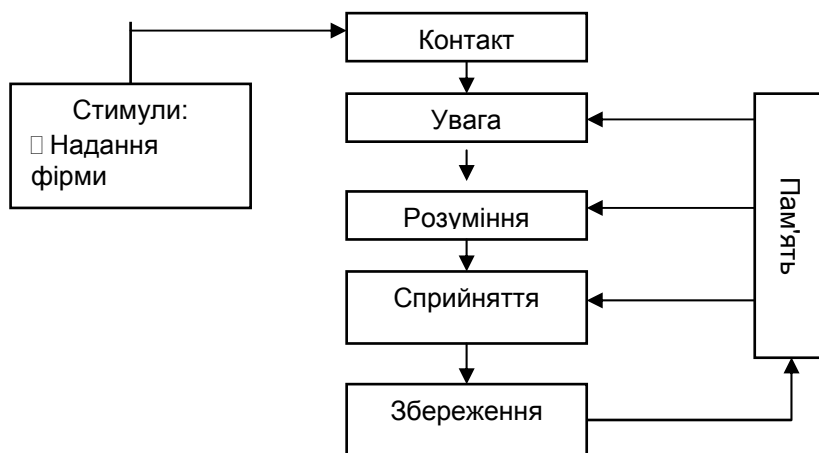 Контакт
Стимули:
Надання
фірми
Увага
Розуміння
Сприйняття
Збереження
Пам'ять